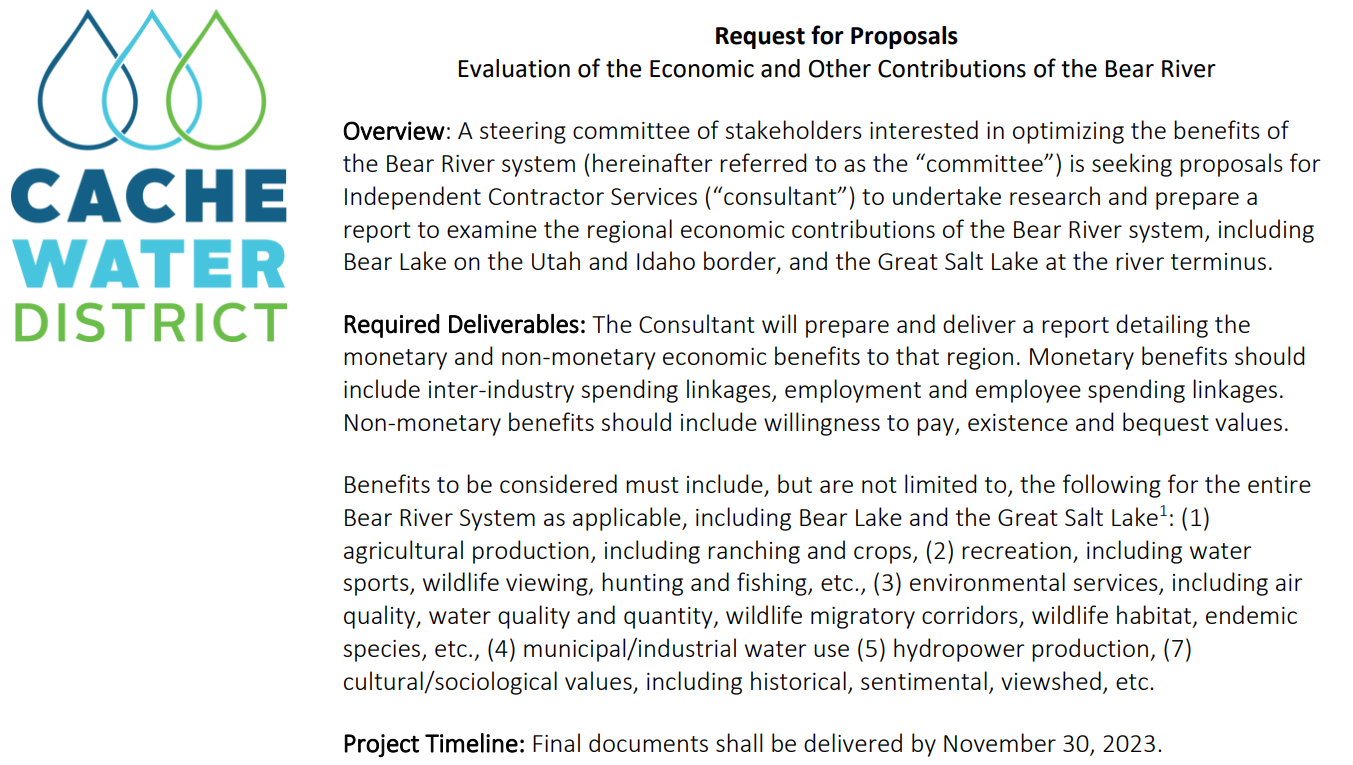 CACHE
WATER
DISTRICT
Request for Proposals
Evaluation of the Economic and Other Contributions of the Bear River
Overview: A steering committee of stakeholders interested in optimizing the benefits of
the Bear River system (hereinafter referred to as the “committee”) is seeking proposals for
Independent Contractor Services (“consultant”) to undertake research and prepare a
report to examine the regional economic contributions of the Bear River system, including
Bear Lake on the Utah and Idaho border, and the Great Salt Lake at the river terminus.
Required Deliverables: The Consultant will prepare and deliver a report detailing the
monetary and non-monetary economic benefits to that region. Monetary benefits should
include inter-industry spending linkages, employment and employee spending linkages.
Non-monetary benefits should include willingness to pay, existence and bequest values.
Benefits to be considered must include, but are not limited to, the following for the entire
Bear River System as applicable, including Bear Lake and the Great Salt Lake¹: (1)
agricultural production, including ranching and crops, (2) recreation, including water
sports, wildlife viewing, hunting and fishing, etc., (3) environmental services, including air
quality, water quality and quantity, wildlife migratory corridors, wildlife habitat, endemic
species, etc., (4) municipal/industrial water use (5) hydropower production, (7)
cultural/sociological values, including historical, sentimental, viewshed, etc.
Project Timeline: Final documents shall be delivered by November 30, 2023.